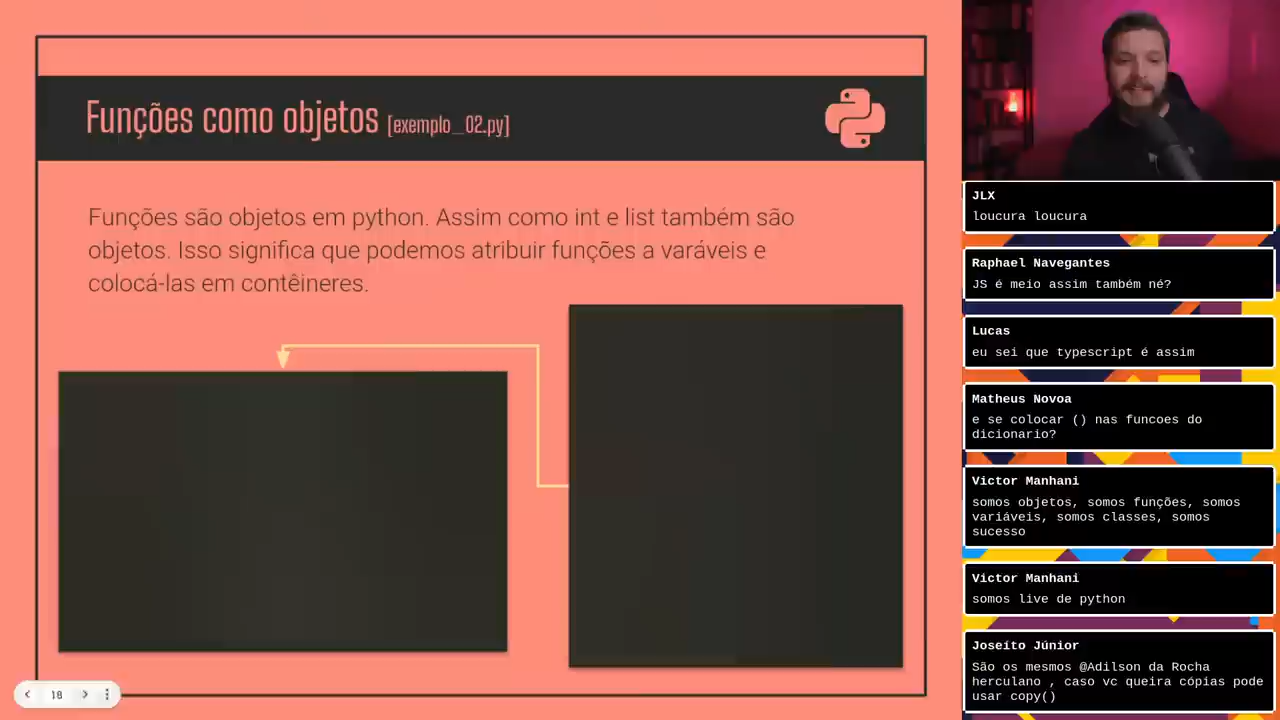 Funções como objetos [exemplo_02.py]
Funções são objetos em python. Assim como int e list também são
objetos. Isso significa que podemos atribuir funções a varáveis e
colocá-las em contêineres.
18
JLX
loucura loucura
Raphael Navegantes
JS é meio assim também né?
Lucas
eu sei que typescript é assim
Matheus Novoa
e se colocar () nas funcoes do
dicionario?
Victor Manhani
somos objetos, somos funções, somos
variáveis, somos classes, somos
sucesso
Victor Manhani
somos live de python
Joseíto Júnior
São os mesmos @Adilson da Rocha
herculano , caso vc queira cópias pode
usar copy()